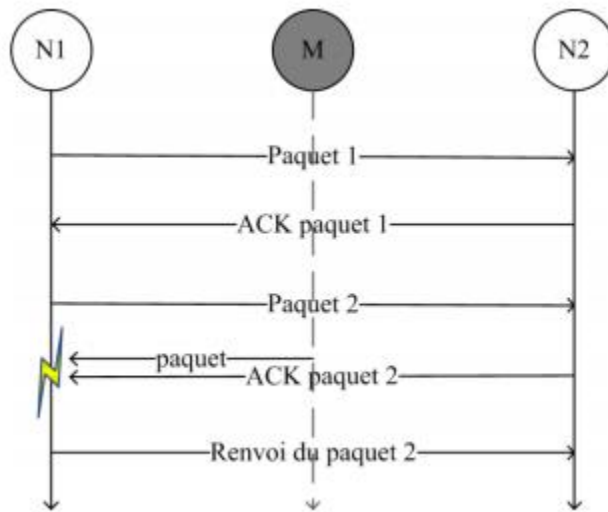 N1
M
N2
Paquet 1
ACK paquet 1
Paquet 2
paquet
ACK paquet 2
Renvoi du paquet 2